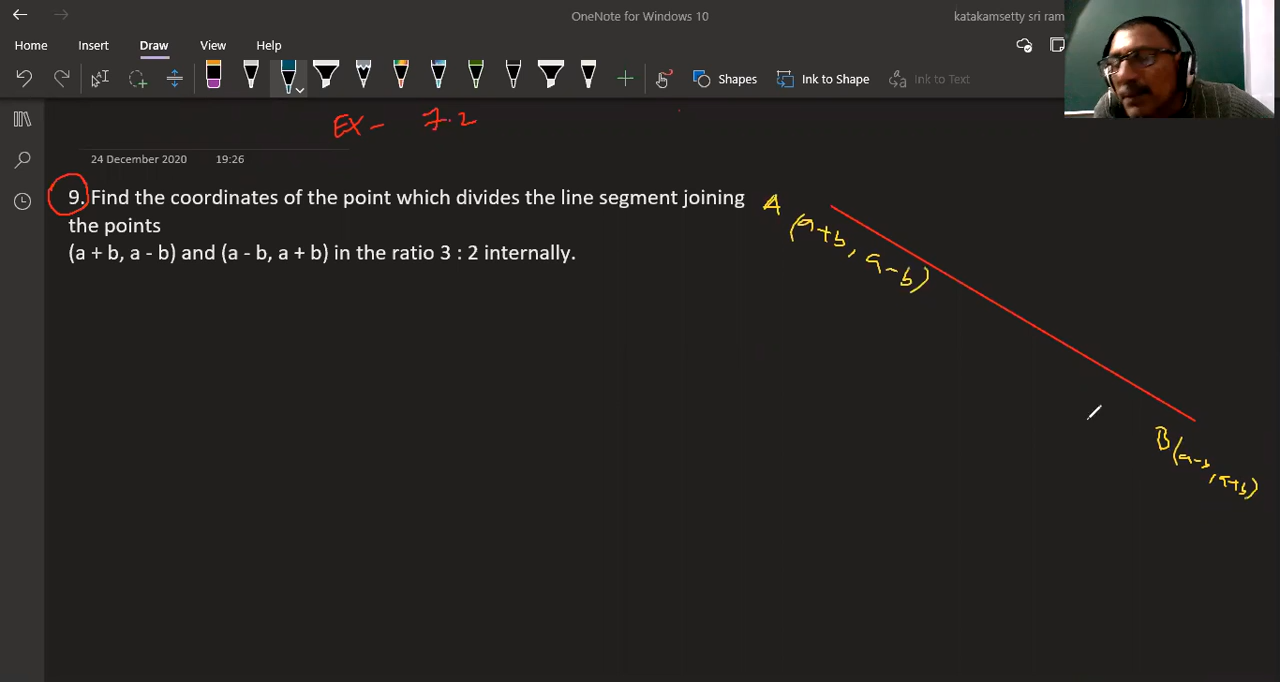 OneNote for Windows 10
katakamsetty sri ram
Home Insert Draw View Help
Shapes Ink to Shape Ink to Text
EX - 7.2
24 December 2020 19:26
9. Find the coordinates of the point which divides the line segment joining
the points
(a + b, a - b) and (a - b, a + b) in the ratio 3 : 2 internally.
A
(a+b, a-b)
B(a-b, a+b)